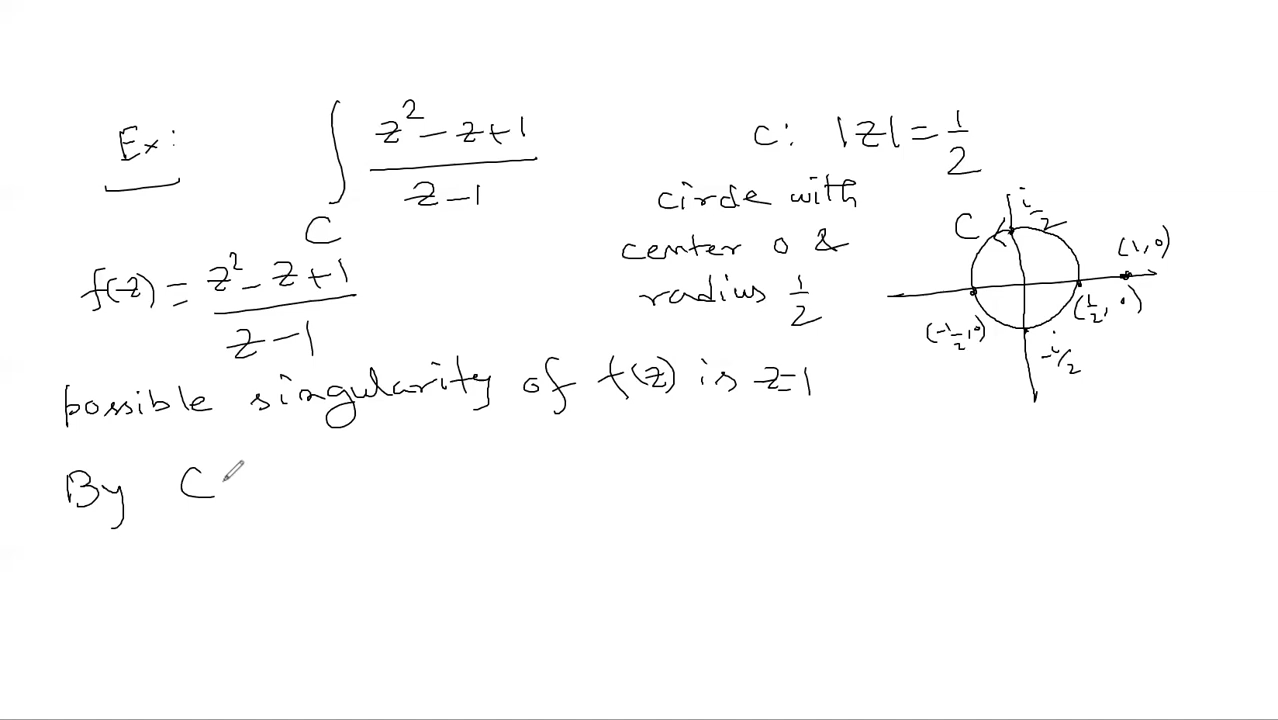 Ex: ∫_C (z² - z + 1)/(z - 1)    C: |z| = 1/2
circle with
center 0 &
radius 1/2
C
i/2
(1, 0)
(1/2, 0)
(-1/2, 0)
-i/2
f(z) = (z² - z + 1)/(z - 1)
possible singularity of f(z) is z=1
By C